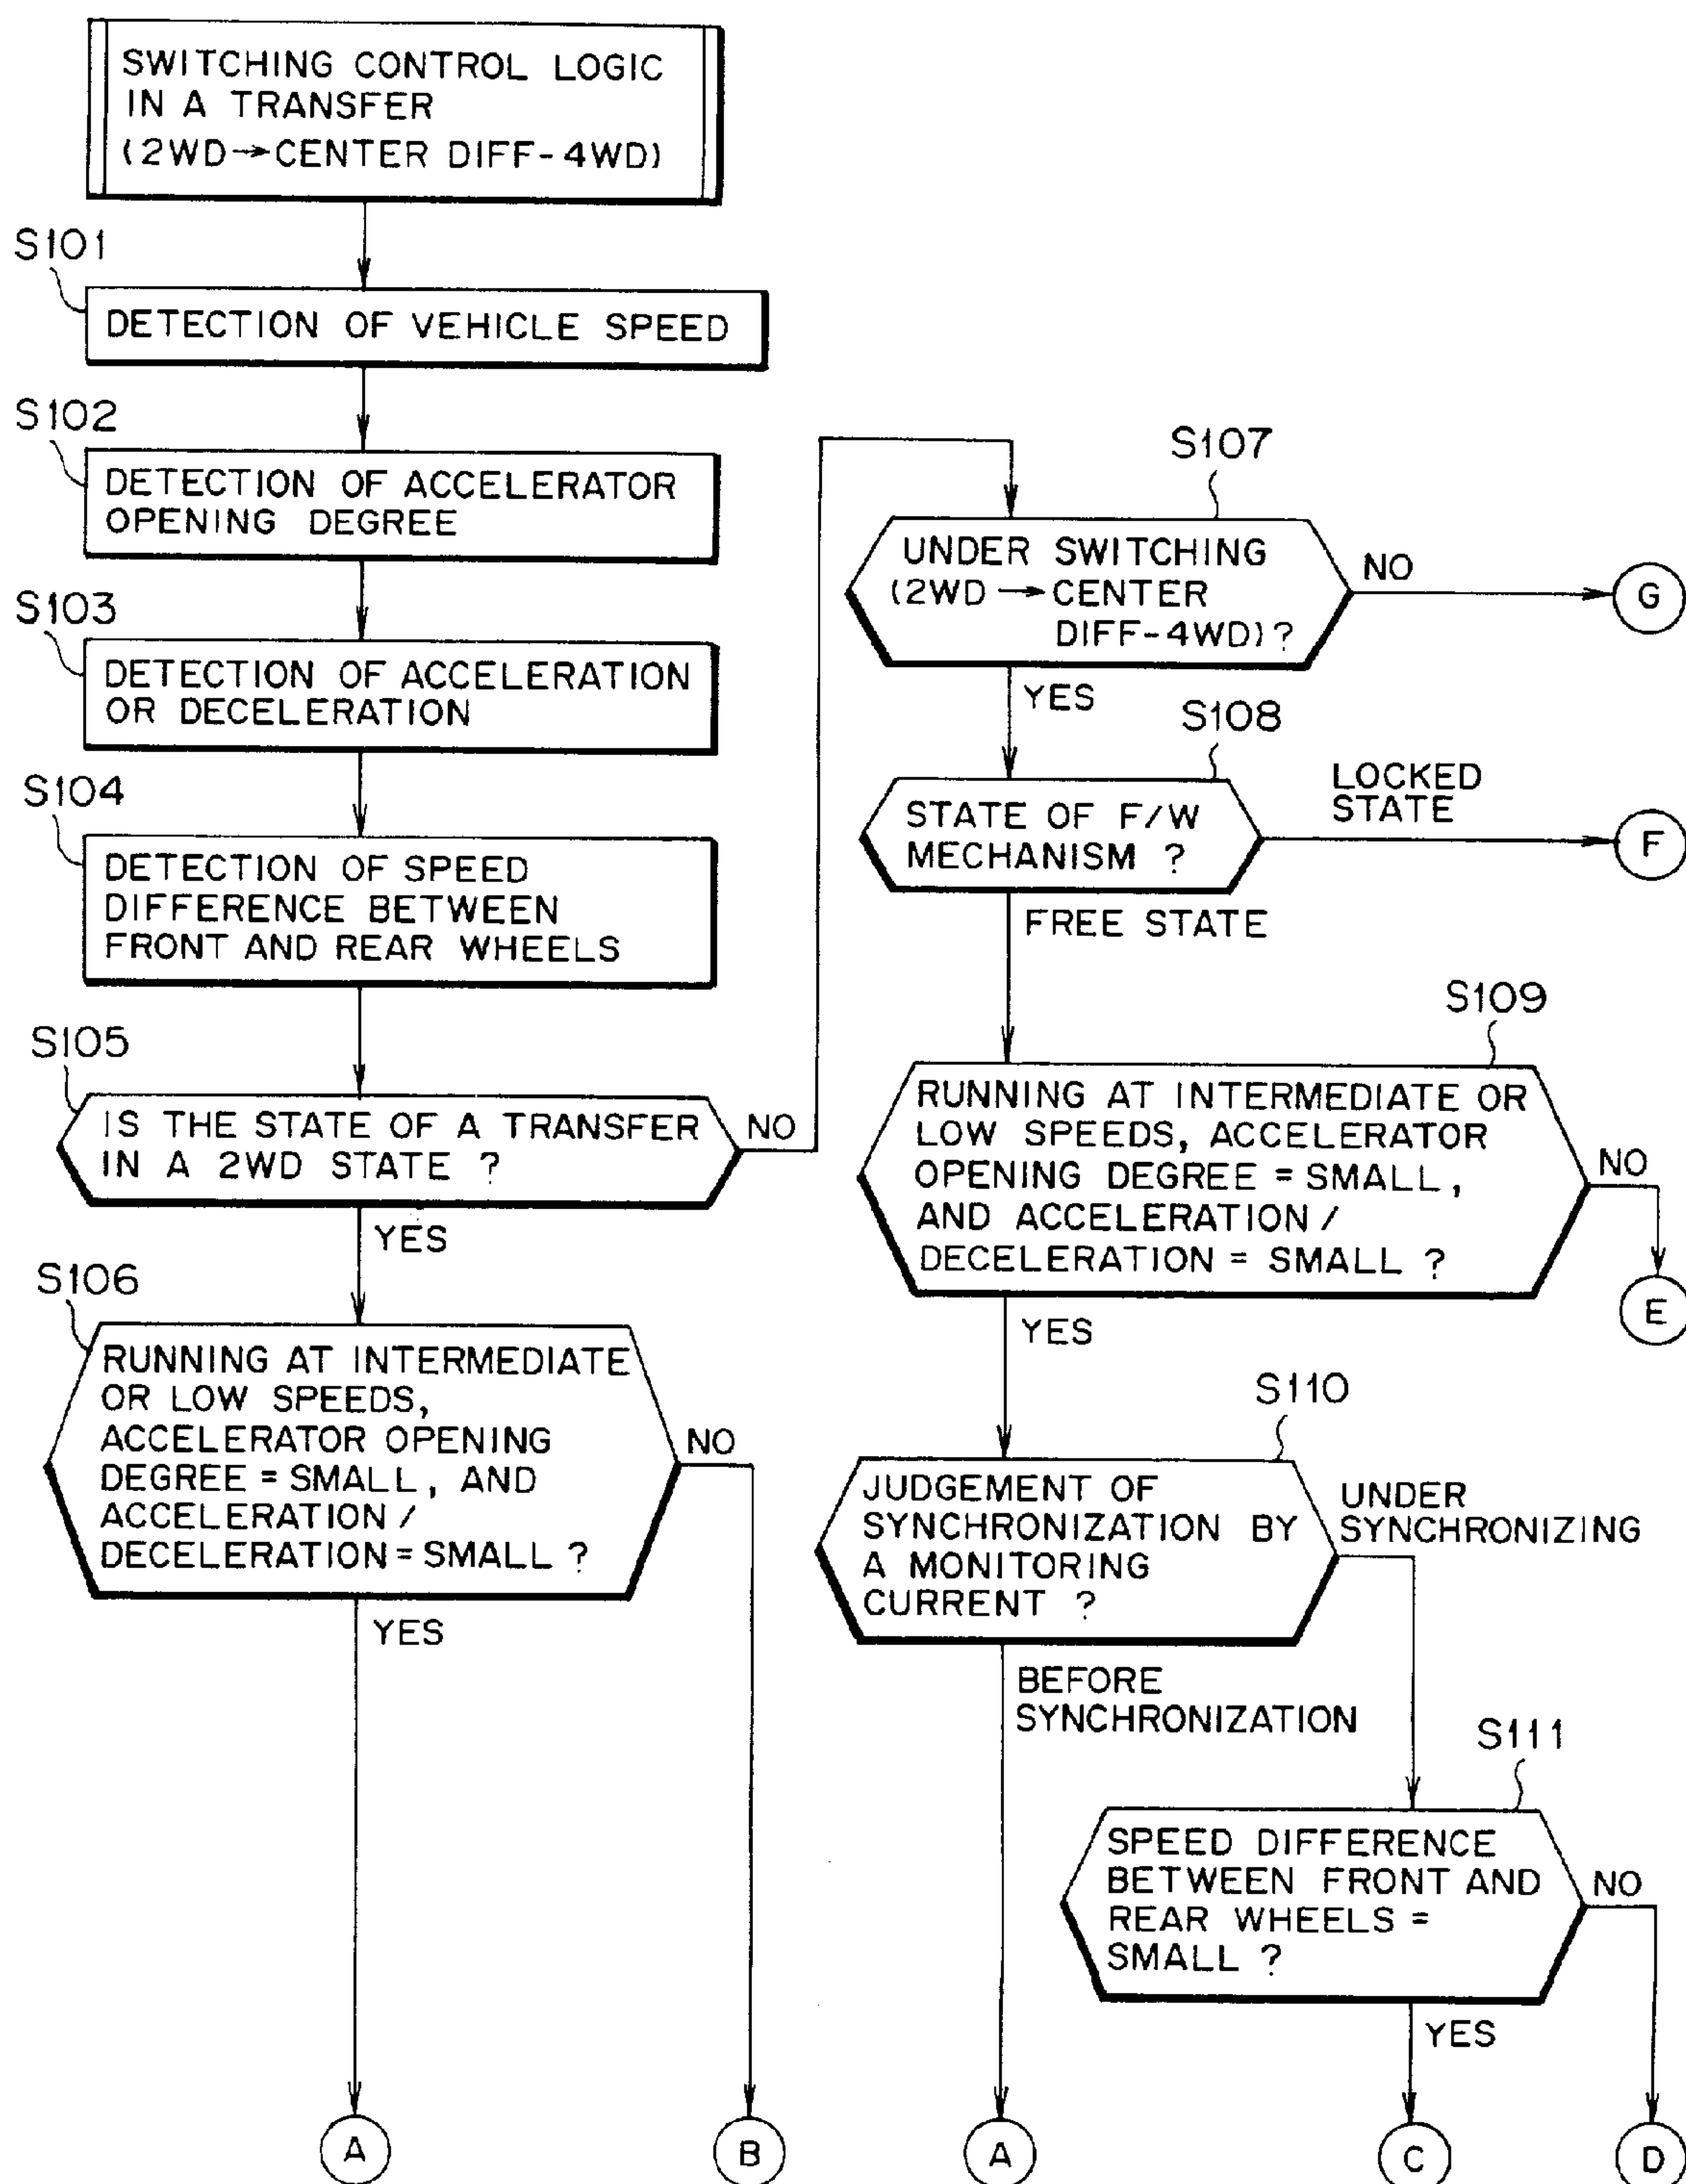 SWITCHING CONTROL LOGIC
IN A TRANSFER
(2WD→CENTER DIFF-4WD)
S101
DETECTION OF VEHICLE SPEED
S102
DETECTION OF ACCELERATOR
OPENING DEGREE
S103
DETECTION OF ACCELERATION
OR DECELERATION
S104
DETECTION OF SPEED
DIFFERENCE BETWEEN
FRONT AND REAR WHEELS
S105
IS THE STATE OF A TRANSFER
IN A 2WD STATE ?
NO
YES
S106
RUNNING AT INTERMEDIATE
OR LOW SPEEDS,
ACCELERATOR OPENING
DEGREE = SMALL, AND
ACCELERATION /
DECELERATION = SMALL ?
NO
YES
A
B
S107
UNDER SWITCHING
(2WD → CENTER
DIFF-4WD) ?
NO
G
YES
S108
STATE OF F/W
MECHANISM ?
LOCKED
STATE
F
FREE STATE
S109
RUNNING AT INTERMEDIATE OR
LOW SPEEDS, ACCELERATOR
OPENING DEGREE = SMALL,
AND ACCELERATION /
DECELERATION = SMALL ?
NO
E
YES
S110
JUDGEMENT OF
SYNCHRONIZATION BY
A MONITORING
CURRENT ?
UNDER
SYNCHRONIZING
BEFORE
SYNCHRONIZATION
S111
SPEED DIFFERENCE
BETWEEN FRONT AND
REAR WHEELS =
SMALL ?
NO
YES
A
C
D